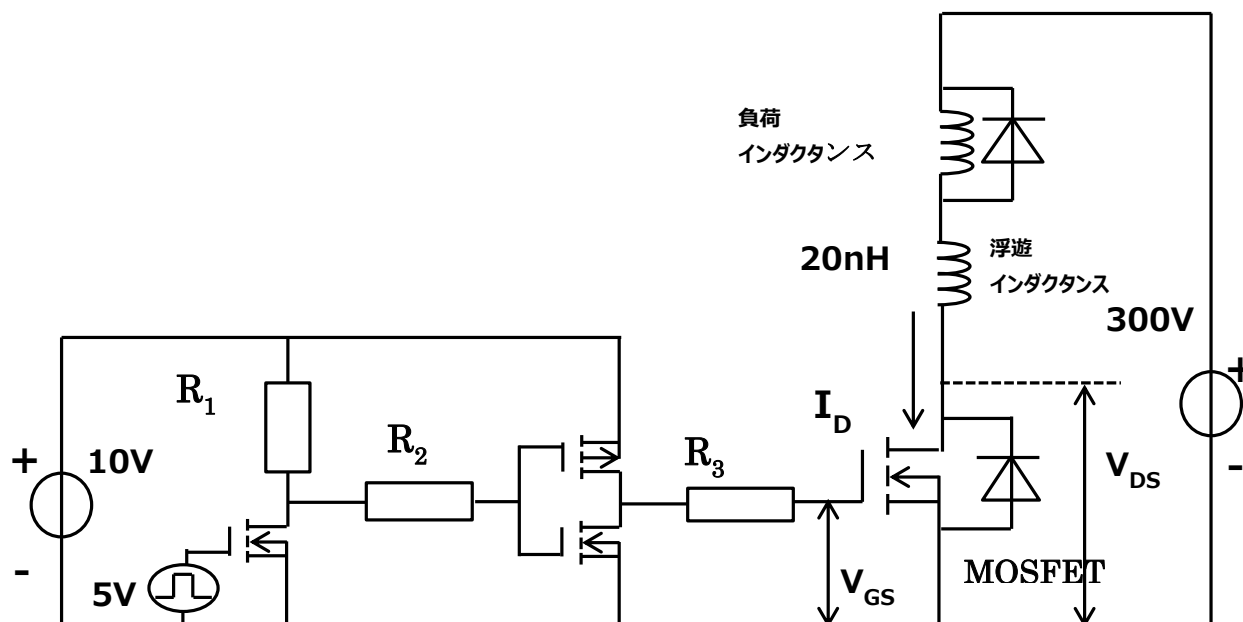 負荷
インダクタンス
20nH
浮遊
インダクタンス
300V
+
-
R1
R2
R3
ID
+
10V
-
5V
VGS
VDS
MOSFET